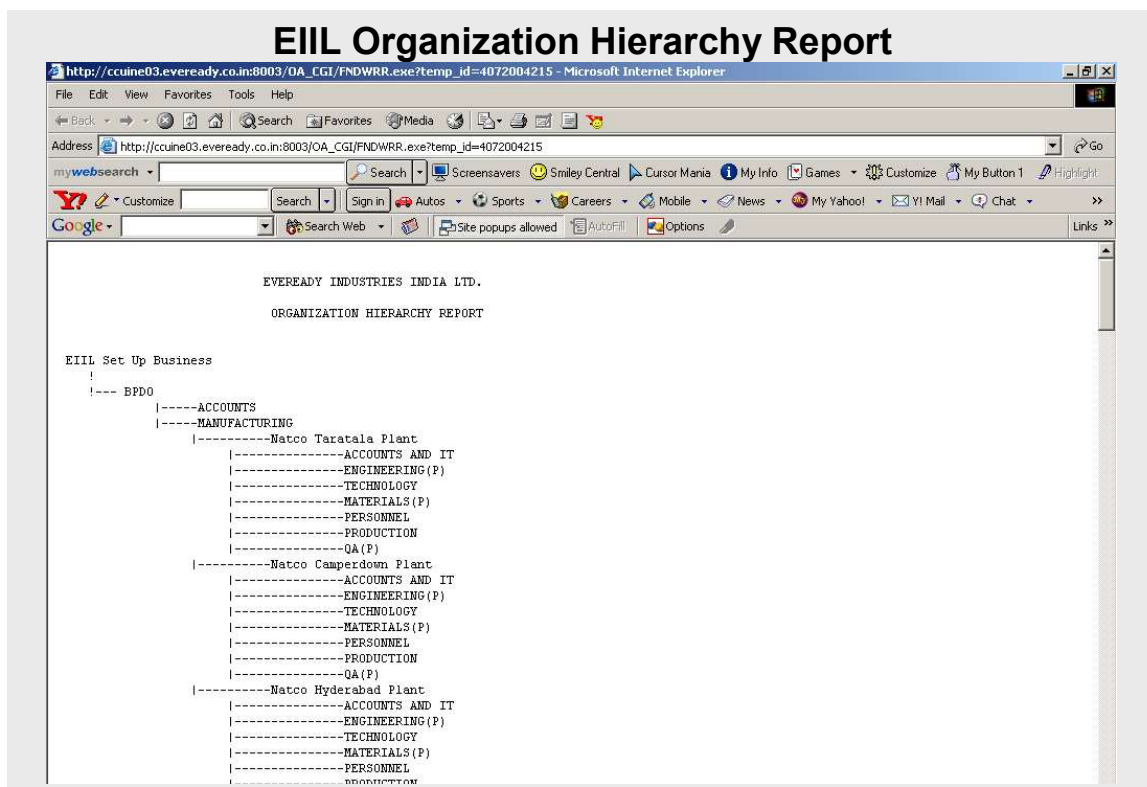 EIIL Organization Hierarchy Report
http://ccuine03.eveready.co.in:8003/OA_CGI/FNDWRR.exe?temp_id=4072004215 - Microsoft Internet Explorer
File Edit View Favorites Tools Help
Back Search Favorites Media
Address http://ccuine03.eveready.co.in:8003/OA_CGI/FNDWRR.exe?temp_id=4072004215 Go
mywebsearch Search Screensavers Smiley Central Cursor Mania My Info Games Customize My Button 1 Highlight
Y7 Customize Search Sign in Autos Sports Careers Mobile News My Yahoo! Y! Mail Chat »
Google Search Web Site popups allowed AutoFill Options Links »
EVEREADY INDUSTRIES INDIA LTD.
ORGANIZATION HIERARCHY REPORT
EIIL Set Up Business
!
!--- BPDO
|-----ACCOUNTS
|-----MANUFACTURING
|----------Natco Taratala Plant
|---------------ACCOUNTS AND IT
|---------------ENGINEERING(P)
|---------------TECHNOLOGY
|---------------MATERIALS(P)
|---------------PERSONNEL
|---------------PRODUCTION
|---------------QA(P)
|----------Natco Camperdown Plant
|---------------ACCOUNTS AND IT
|---------------ENGINEERING(P)
|---------------TECHNOLOGY
|---------------MATERIALS(P)
|---------------PERSONNEL
|---------------PRODUCTION
|---------------QA(P)
|----------Natco Hyderabad Plant
|---------------ACCOUNTS AND IT
|---------------ENGINEERING(P)
|---------------TECHNOLOGY
|---------------MATERIALS(P)
|---------------PERSONNEL
|---------------PRODUCTION